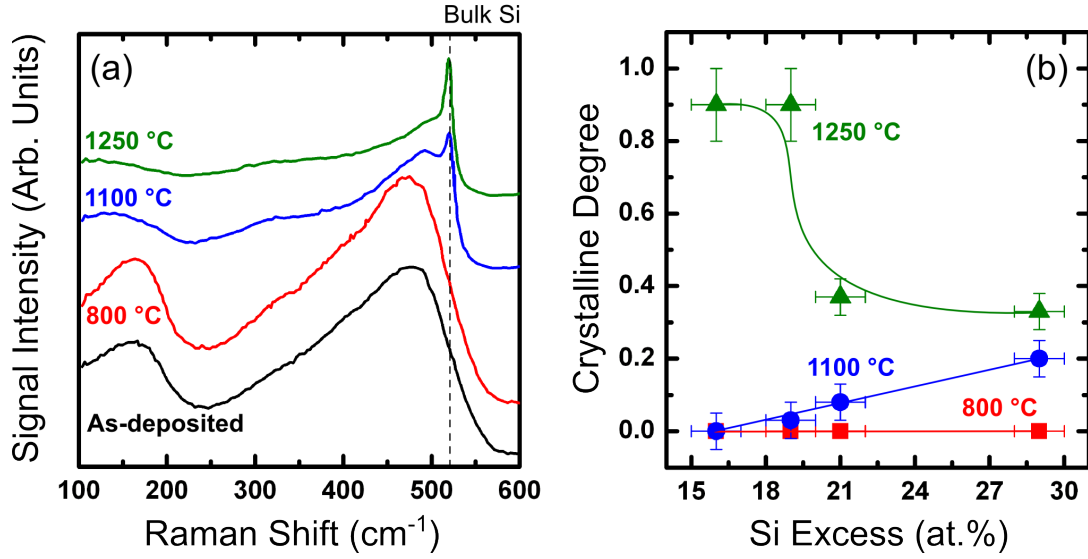 Bulk Si
(a)
1250 °C
1100 °C
800 °C
As-deposited
Signal Intensity (Arb. Units)
100 200 300 400 500 600
Raman Shift (cm⁻¹)
(b)
1250 °C
1100 °C
800 °C
Crystalline Degree
1.0
0.8
0.6
0.4
0.2
0.0
15 18 21 24 27 30
Si Excess (at.%)